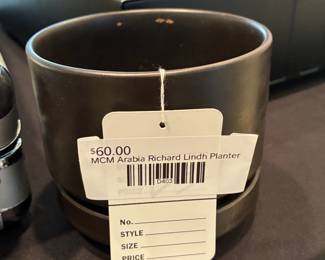 $60.00
MCM Arabia Richard Lindh Planter
No.
STYLE
SIZE
PRICE